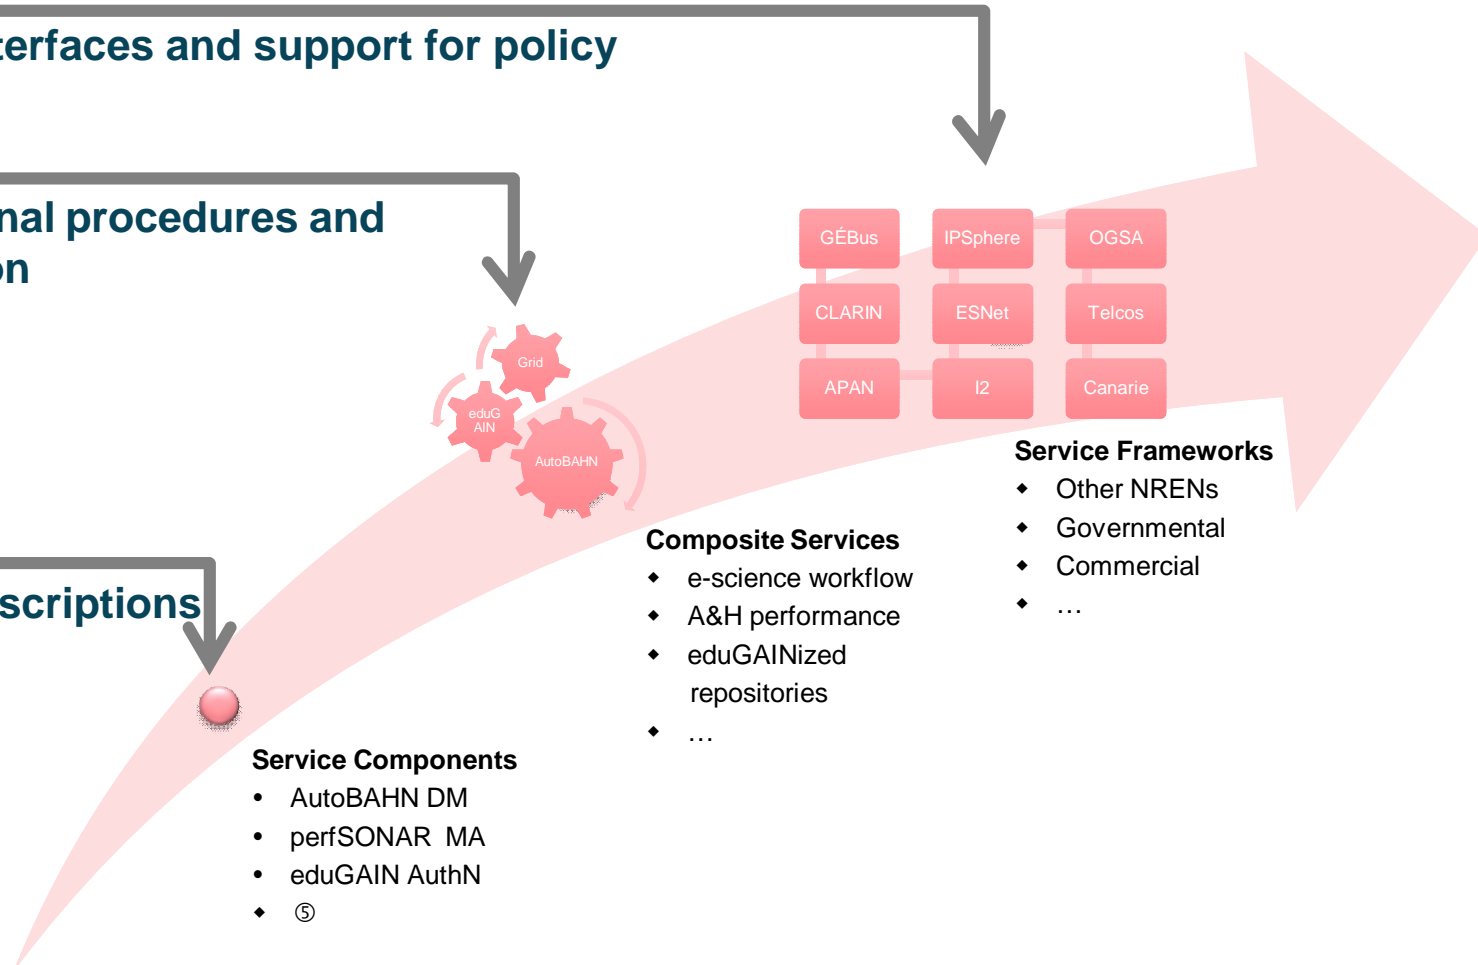 terfaces and support for policy
nal procedures and
on
scriptions
GÉBus
IPSphere
OGSA
CLARIN
ESNet
Telcos
APAN
I2
Canarie
Grid
eduG
AIN
AutoBAHN
Service Frameworks
◆ Other NRENs
◆ Governmental
◆ Commercial
◆ …
Composite Services
◆ e-science workflow
◆ A&H performance
◆ eduGAINized
repositories
◆ …
Service Components
• AutoBAHN DM
• perfSONAR MA
• eduGAIN AuthN
◆ ⑤